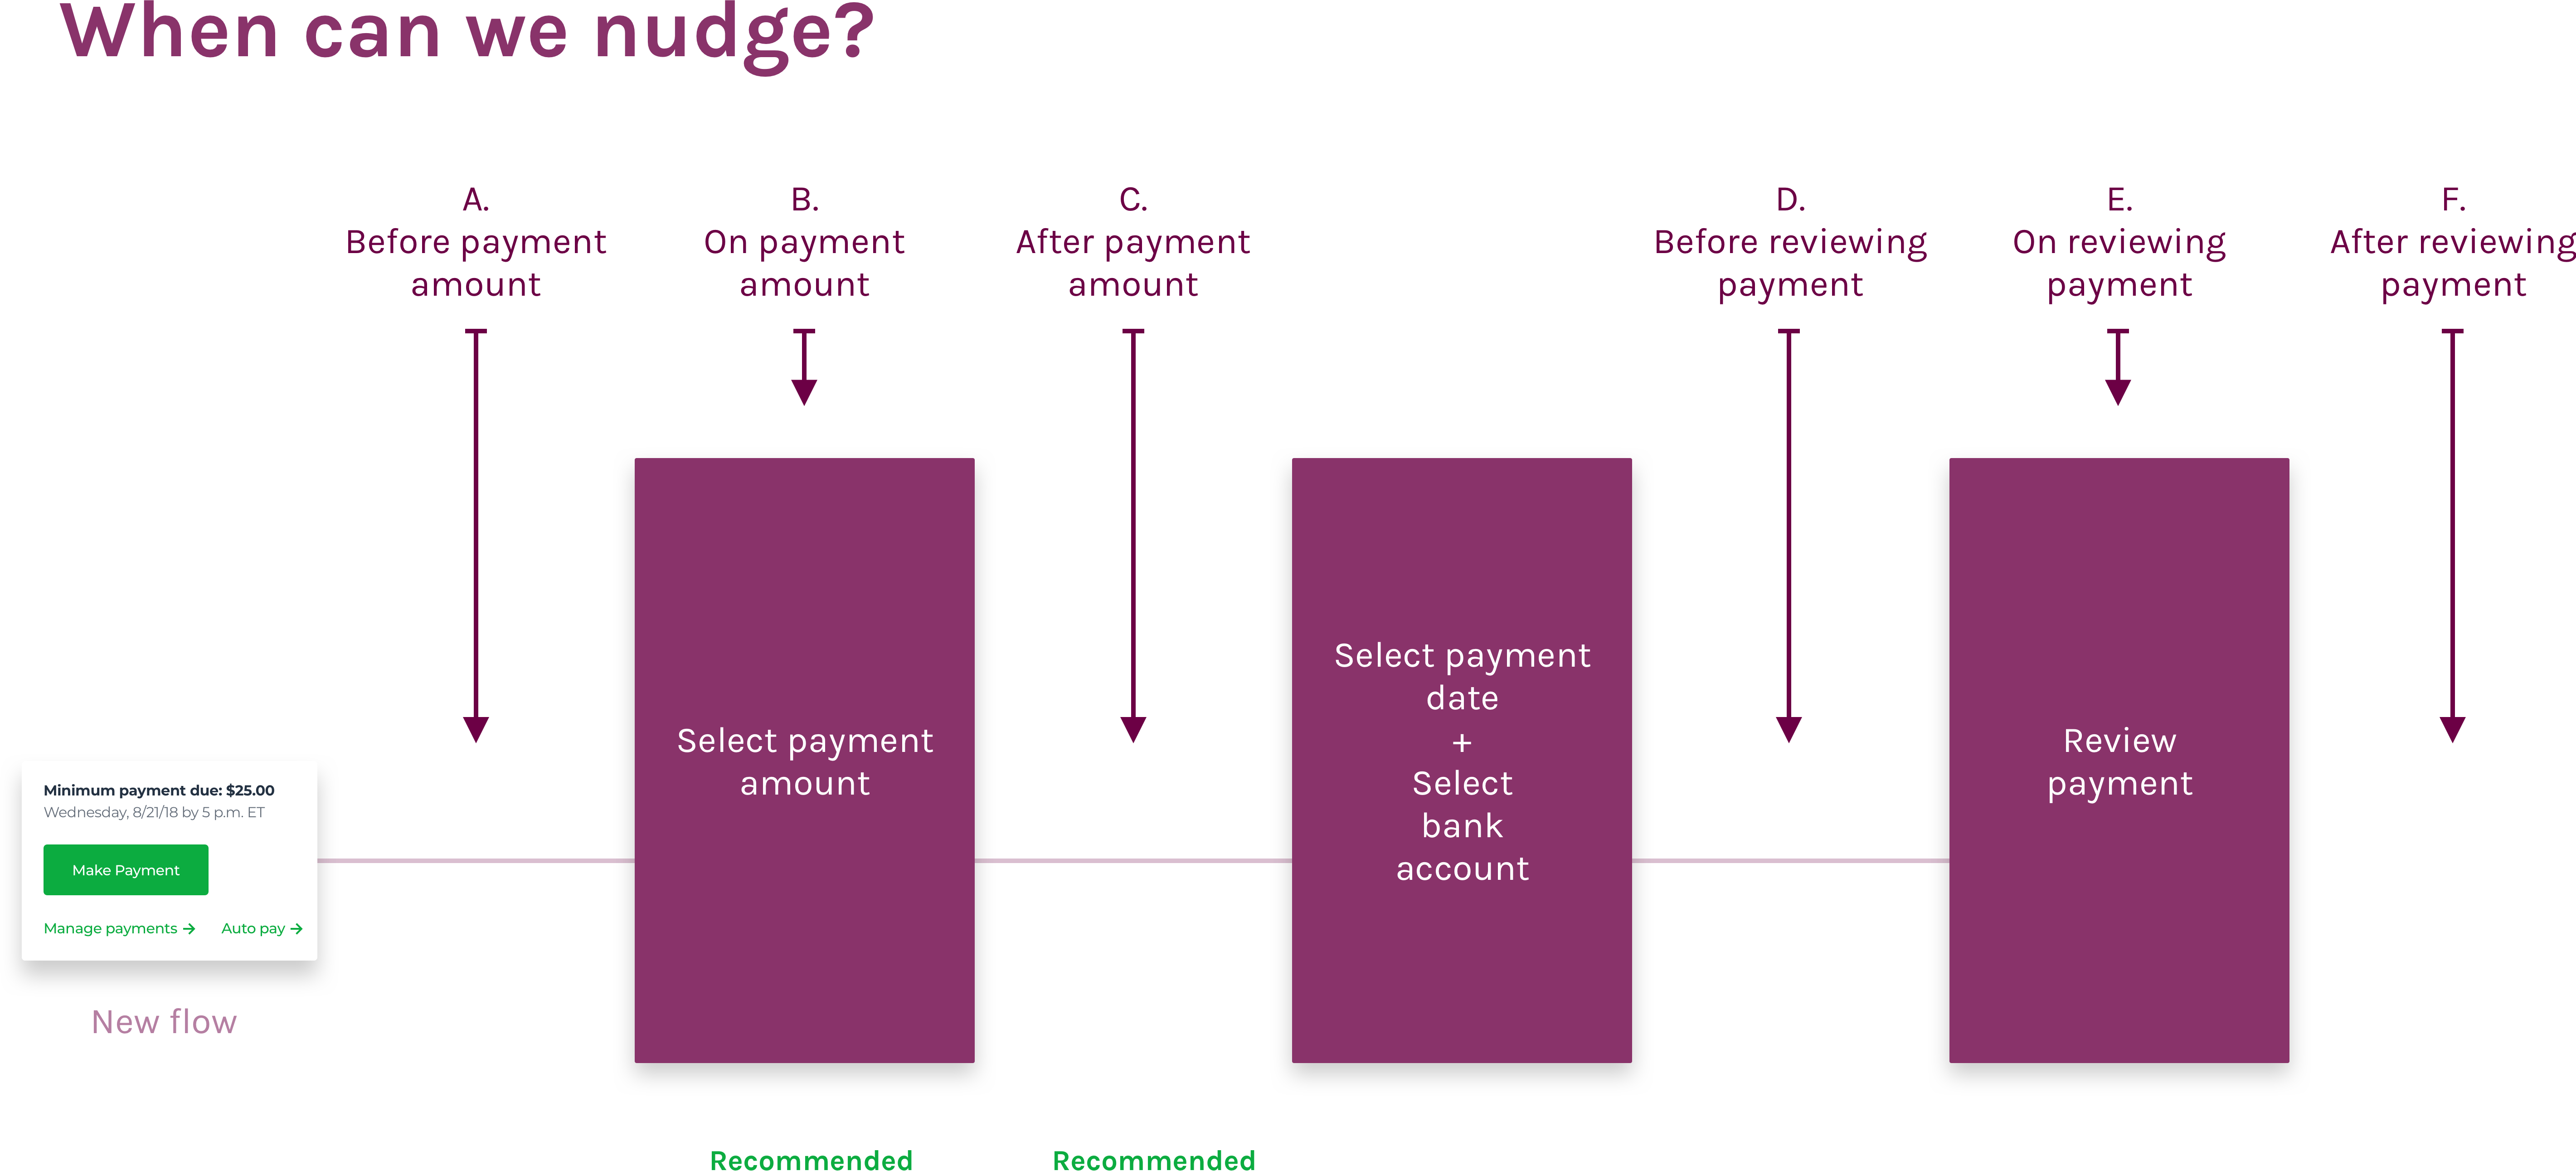 When can we nudge?
A.
Before payment
amount
B.
On payment
amount
C.
After payment
amount
D.
Before reviewing
payment
E.
On reviewing
payment
F.
After reviewing
payment
Minimum payment due: $25.00
Wednesday, 8/21/18 by 5 p.m. ET
Make Payment
Manage payments → Auto pay →
New flow
Select payment
amount
Select payment
date
+
Select
bank
account
Review
payment
Recommended
Recommended